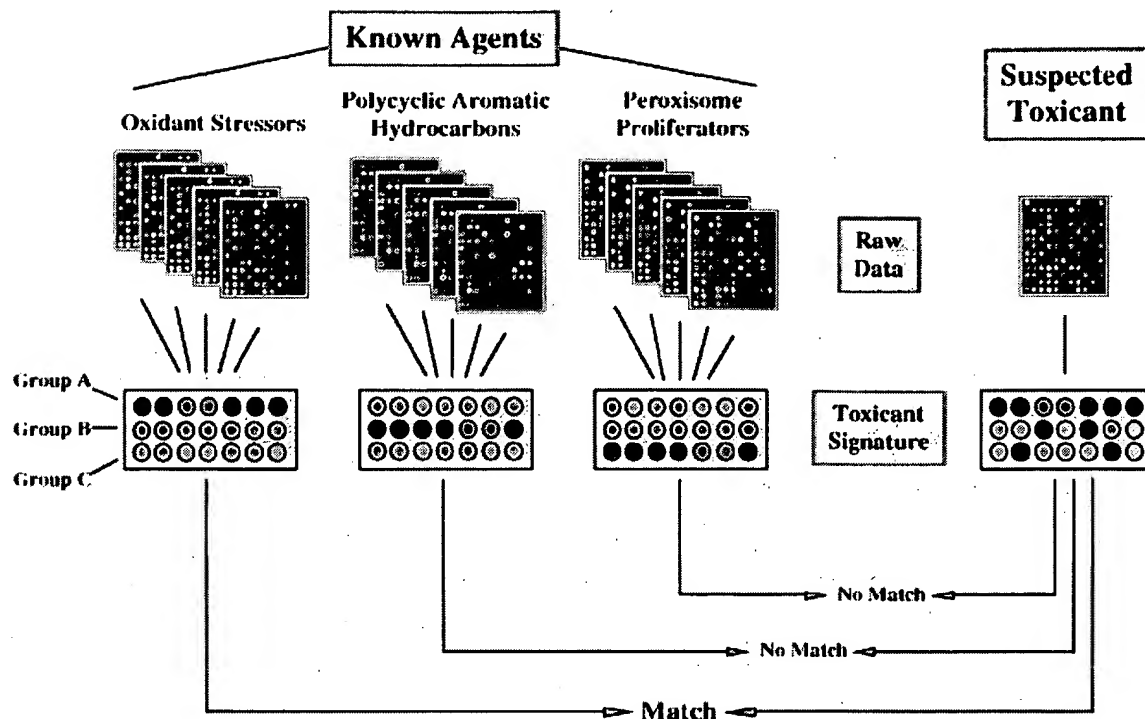 Known Agents
Suspected
Toxicant
Oxidant Stressors
Polycyclic Aromatic
Hydrocarbons
Peroxisome
Proliferators
Raw
Data
Group A
Group B
Group C
Toxicant
Signature
No Match
No Match
Match